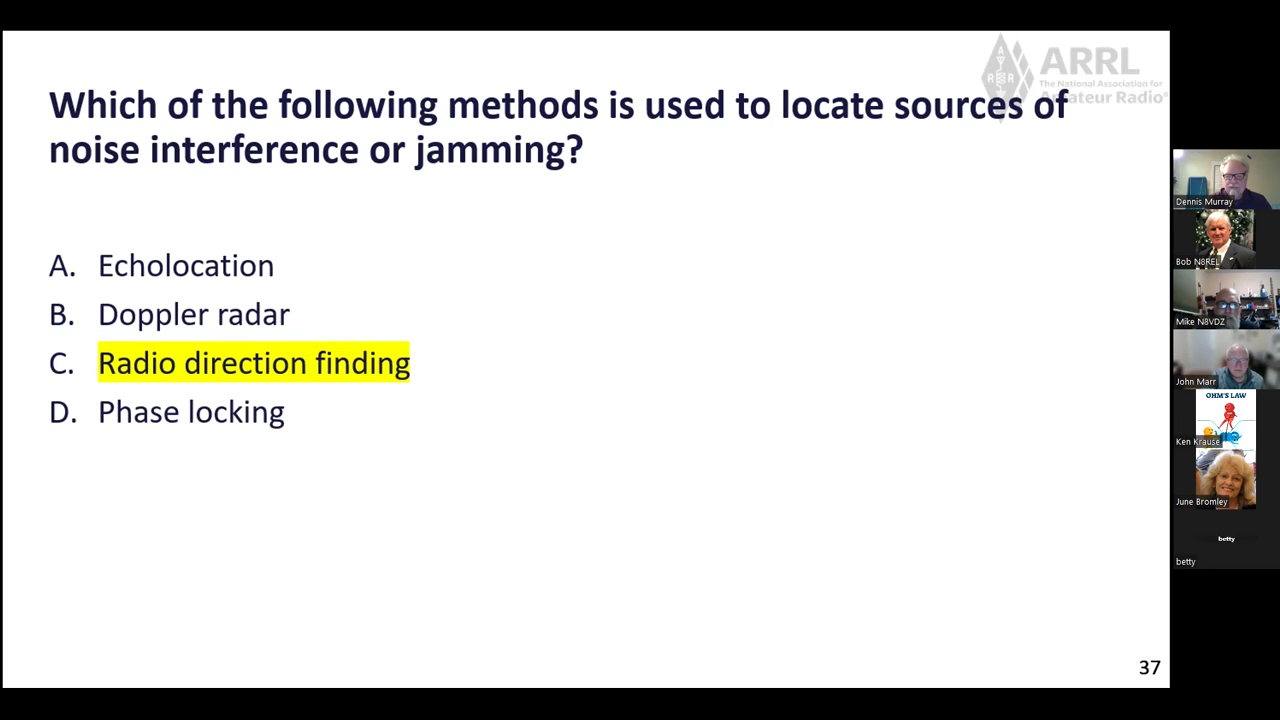 ARRL
The National Association for
Amateur Radio®
Which of the following methods is used to locate sources of
noise interference or jamming?
A. Echolocation
B. Doppler radar
C. Radio direction finding
D. Phase locking
37
Dennis Murray
Bob N8REL
Mike N8VDZ
John Marr
OHM'S LAW
Ken Krause
June Bromley
betty
betty